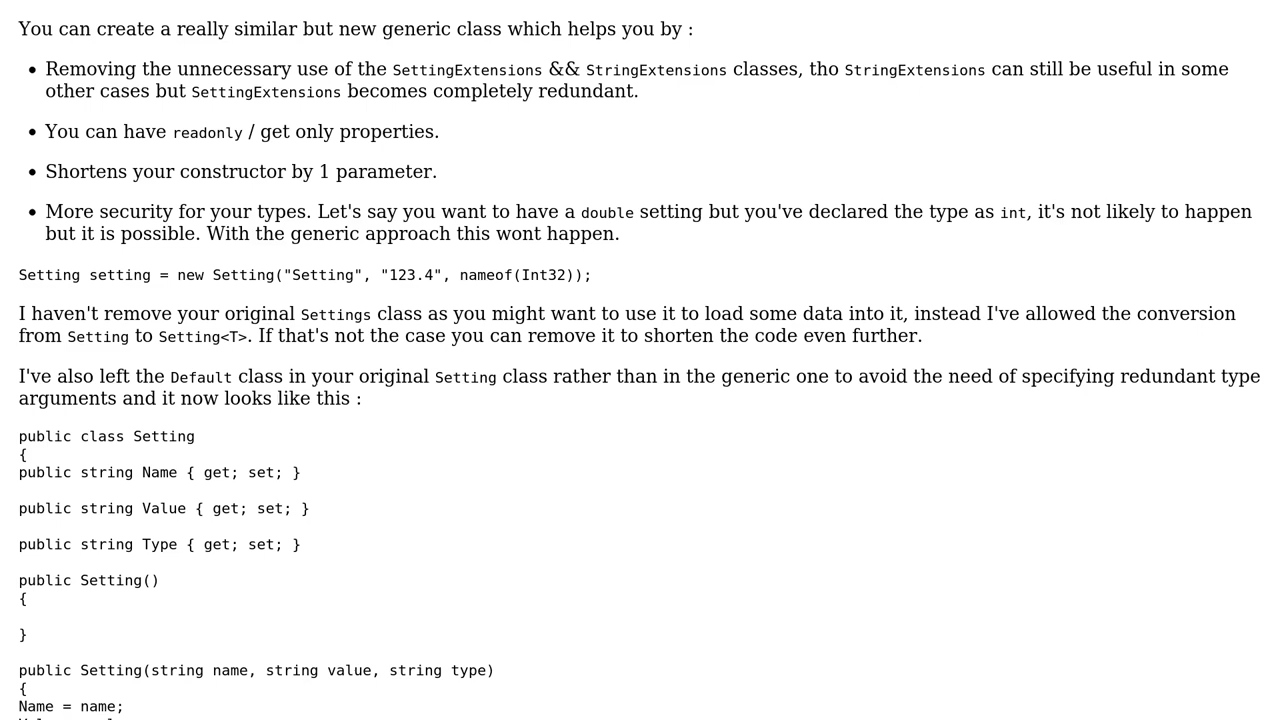 You can create a really similar but new generic class which helps you by :
Removing the unnecessary use of the SettingExtensions && StringExtensions classes, tho StringExtensions can still be useful in some
other cases but SettingExtensions becomes completely redundant.
You can have readonly / get only properties.
Shortens your constructor by 1 parameter.
More security for your types. Let's say you want to have a double setting but you've declared the type as int, it's not likely to happen
but it is possible. With the generic approach this wont happen.
Setting setting = new Setting("Setting", "123.4", nameof(Int32));
I haven't remove your original Settings class as you might want to use it to load some data into it, instead I've allowed the conversion
from Setting to Setting<T>. If that's not the case you can remove it to shorten the code even further.
I've also left the Default class in your original Setting class rather than in the generic one to avoid the need of specifying redundant type
arguments and it now looks like this :
public class Setting
{
public string Name { get; set; }
public string Value { get; set; }
public string Type { get; set; }
public Setting()
{
}
public Setting(string name, string value, string type)
{
Name = name;